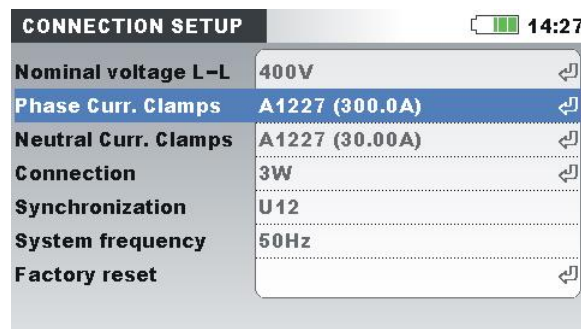 CONNECTION SETUP 14:27
Nominal voltage L-L 400V
Phase Curr. Clamps A1227 (300.0A)
Neutral Curr. Clamps A1227 (30.00A)
Connection 3W
Synchronization U12
System frequency 50Hz
Factory reset